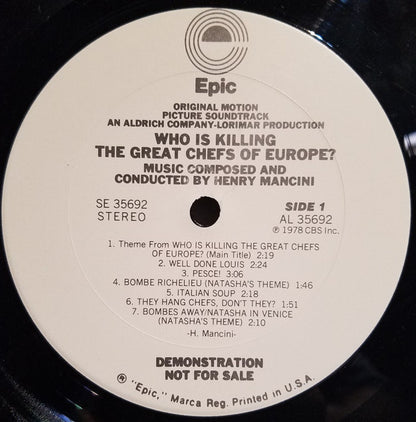 Epic
ORIGINAL MOTION
PICTURE SOUNDTRACK
AN ALDRICH COMPANY-LORIMAR PRODUCTION
WHO IS KILLING
THE GREAT CHEFS OF EUROPE?
MUSIC COMPOSED AND
CONDUCTED BY HENRY MANCINI
SE 35692
STEREO
SIDE 1
AL 35692
℗ 1978 CBS Inc.
1. Theme From WHO IS KILLING THE GREAT CHEFS
OF EUROPE? (Main Title) 2:19
2. WELL DONE LOUIS 2:24
3. PESCE! 3:06
4. BOMBE RICHELIEU (NATASHA'S THEME) 1:46
5. ITALIAN SOUP 2:18
6. THEY HANG CHEFS, DON'T THEY? 1:51
7. BOMBES AWAY/NATASHA IN VENICE
(NATASHA'S THEME) 2:10
-H. Mancini-
DEMONSTRATION
NOT FOR SALE
® "Epic," Marca Reg. Printed in U.S.A.